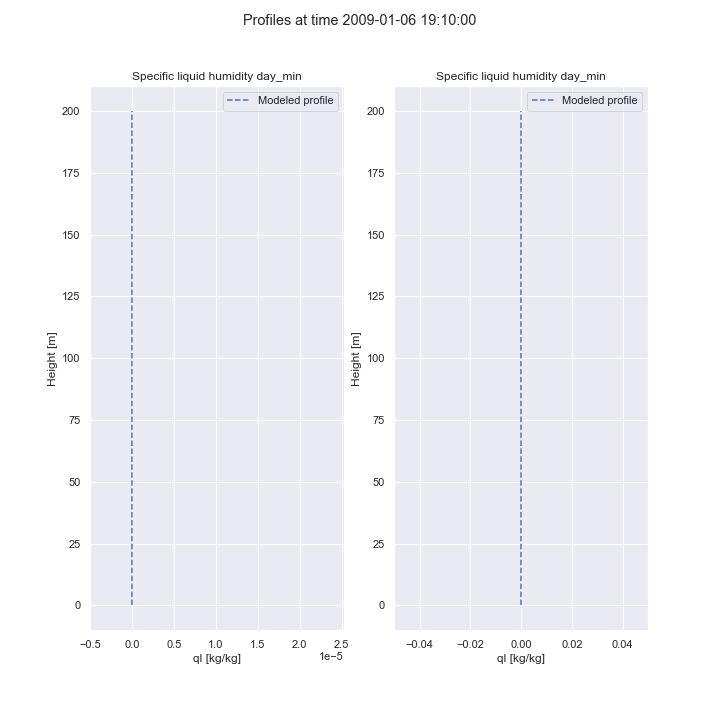 Profiles at time 2009-01-06 19:10:00
Specific liquid humidity day_min
Modeled profile
200
175
150
125
100
75
50
25
0
Height [m]
−0.5 0.0 0.5 1.0 1.5 2.0 2.5
1e−5
ql [kg/kg]
Specific liquid humidity day_min
Modeled profile
200
175
150
125
100
75
50
25
0
Height [m]
−0.04 −0.02 0.00 0.02 0.04
ql [kg/kg]